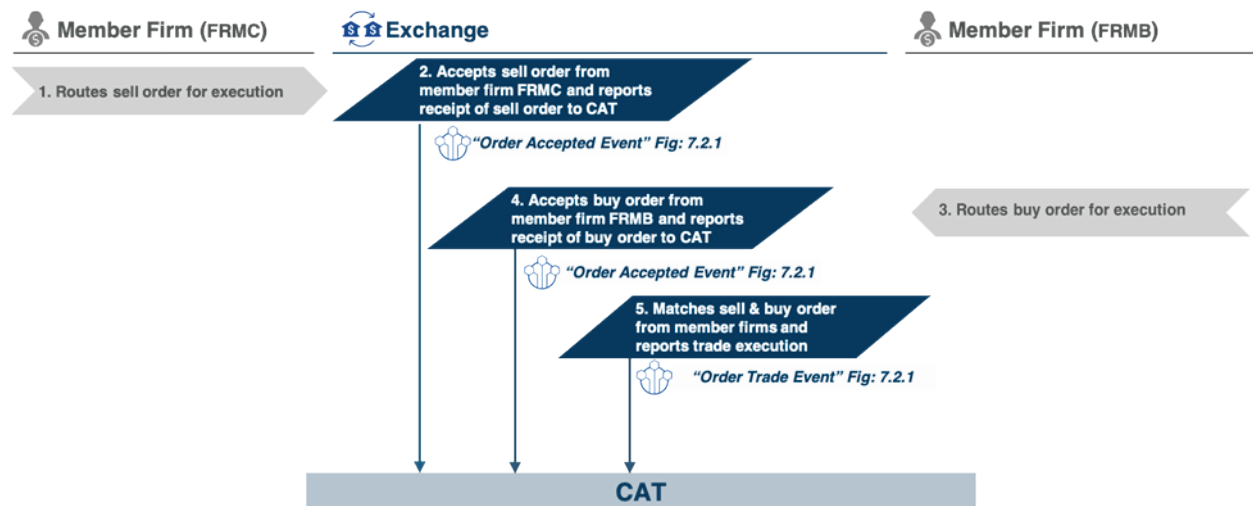 Member Firm (FRMC)
Exchange
Member Firm (FRMB)
1. Routes sell order for execution
2. Accepts sell order from
member firm FRMC and reports
receipt of sell order to CAT
"Order Accepted Event" Fig: 7.2.1
4. Accepts buy order from
member firm FRMB and reports
receipt of buy order to CAT
3. Routes buy order for execution
"Order Accepted Event" Fig: 7.2.1
5. Matches sell & buy order
from member firms and
reports trade execution
"Order Trade Event" Fig: 7.2.1
CAT